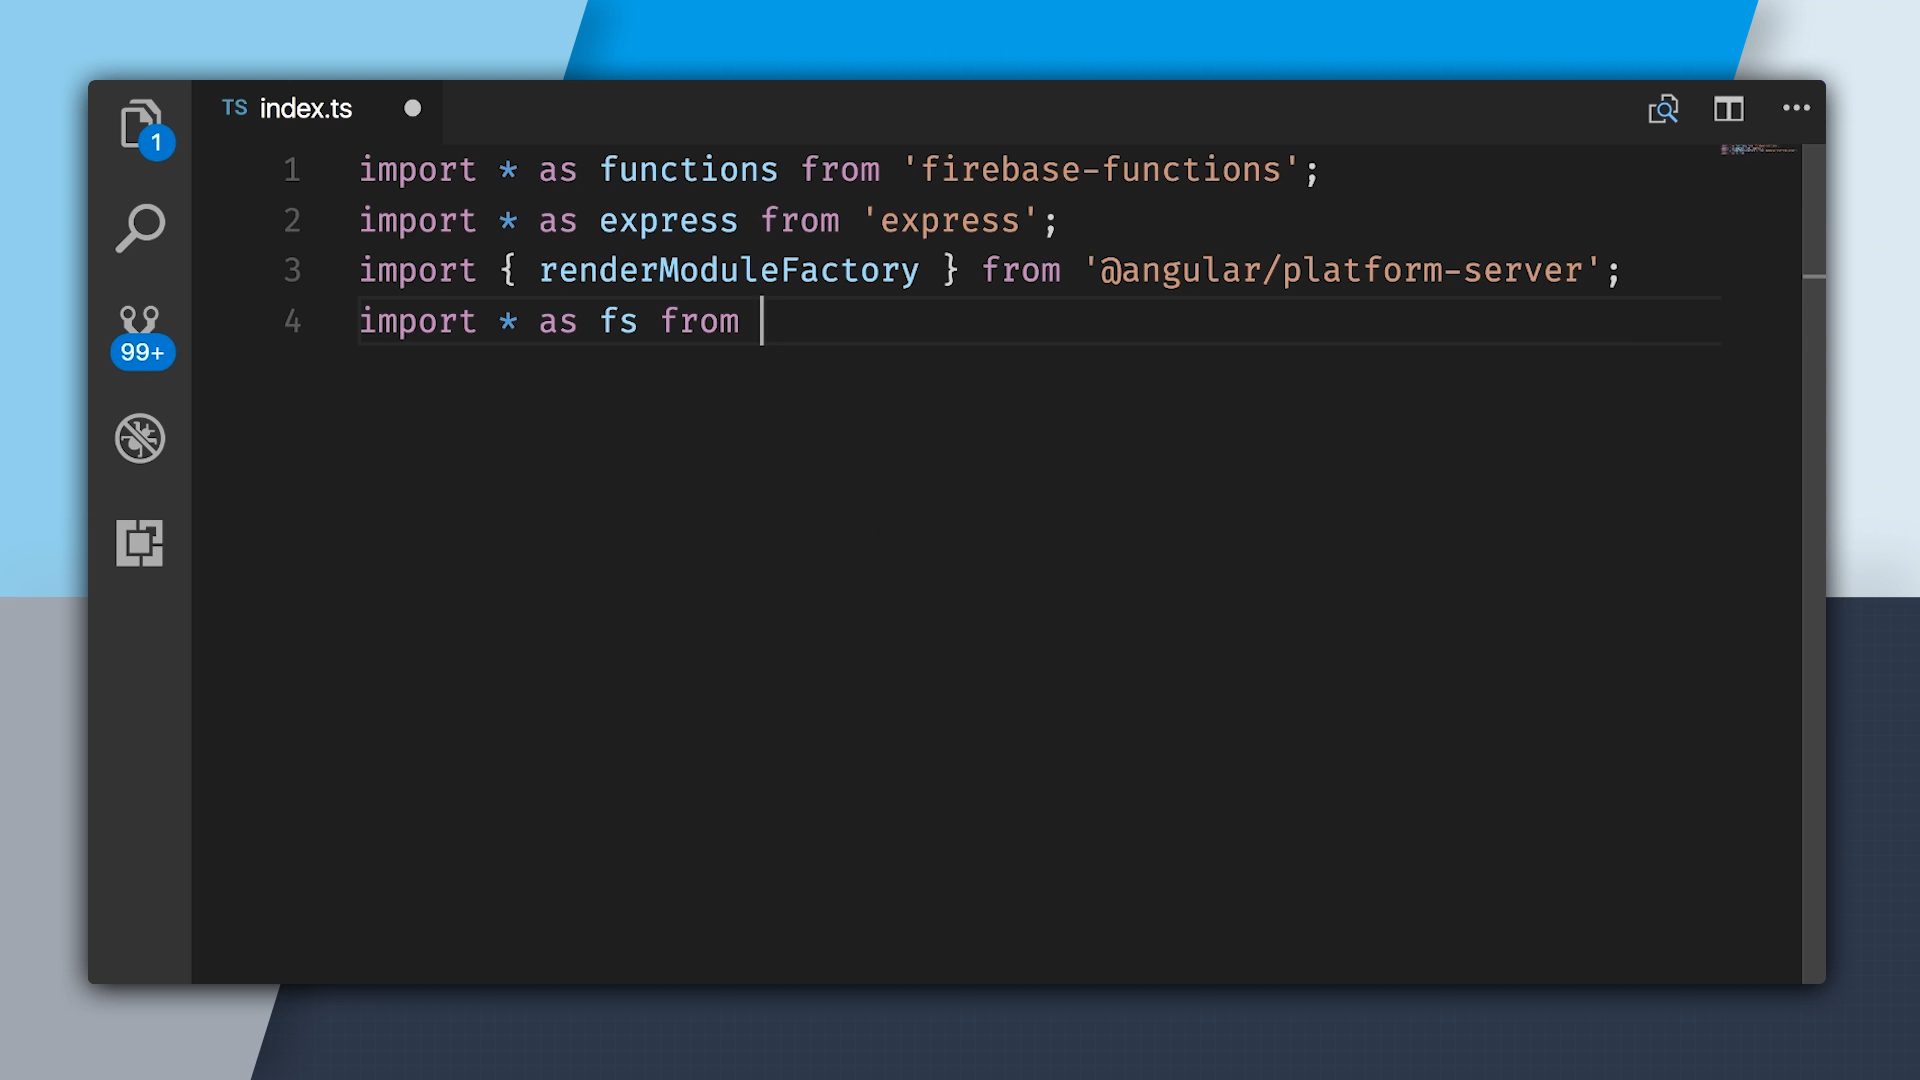 TS index.ts
1
99+
1 import * as functions from 'firebase-functions';
2 import * as express from 'express';
3 import { renderModuleFactory } from '@angular/platform-server';
4 import * as fs from